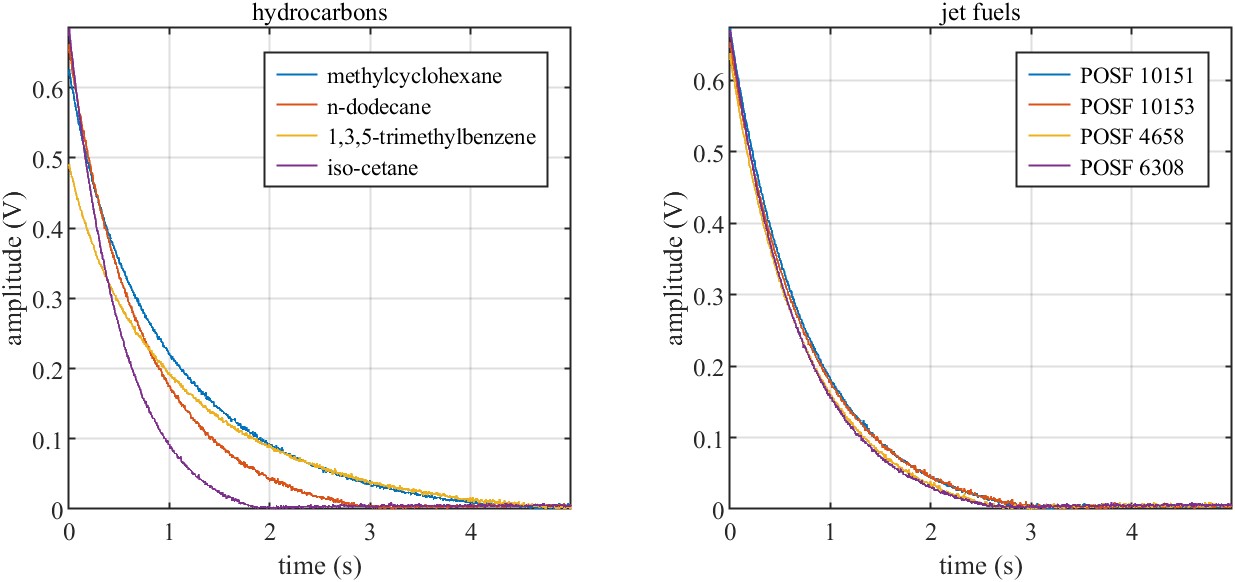 hydrocarbons
methylcyclohexane
n-dodecane
1,3,5-trimethylbenzene
iso-cetane
0.6
0.5
0.4
0.3
0.2
0.1
0
amplitude (V)
0 1 2 3 4
time (s)
jet fuels
POSF 10151
POSF 10153
POSF 4658
POSF 6308
0.6
0.5
0.4
0.3
0.2
0.1
0
amplitude (V)
0 1 2 3 4
time (s)